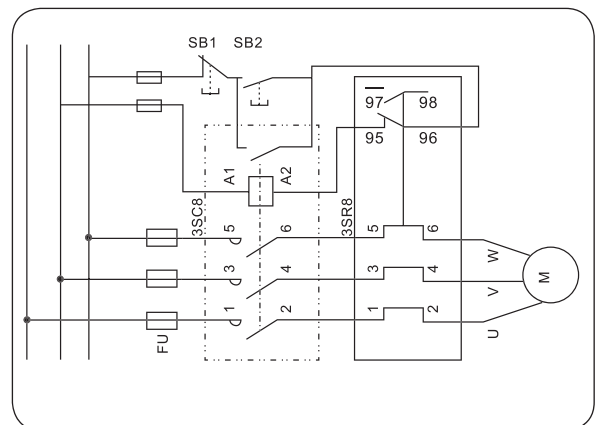 SB1 SB2
97 98
95 96
A1 A2
3SC8
3SR8
5 6 5 6
W
3 4 3 4
V
M
1 2 1 2
U
FU